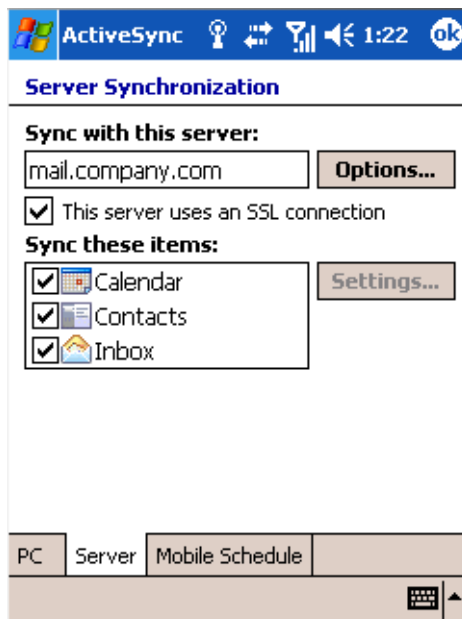 ActiveSync 1:22 ok
Server Synchronization
Sync with this server:
mail.company.com Options...
This server uses an SSL connection
Sync these items:
Calendar Settings...
Contacts
Inbox
PC Server Mobile Schedule